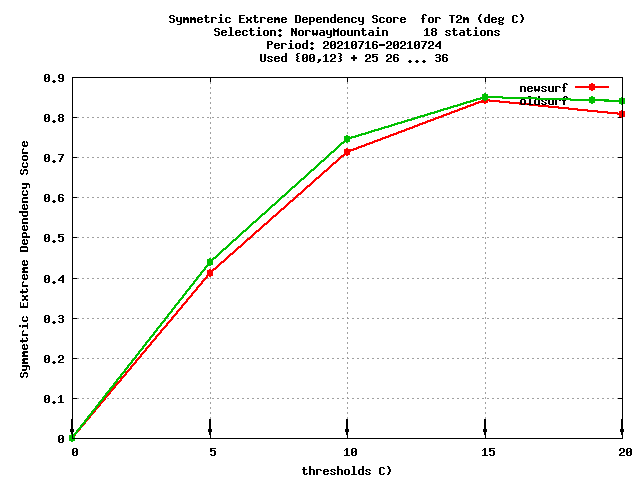 Symmetric Extreme Dependency Score  for T2m (deg C)
Selection: NorwayMountain     18 stations
Period: 20210716-20210724
Used {00,12} + 25 26 ... 36
0.9
newsurf
oldsurf
0.8
0.7
0.6
0.5
0.4
0.3
0.2
0.1
0
Symmetric Extreme Dependency Score
0 5 10 15 20
thresholds C)